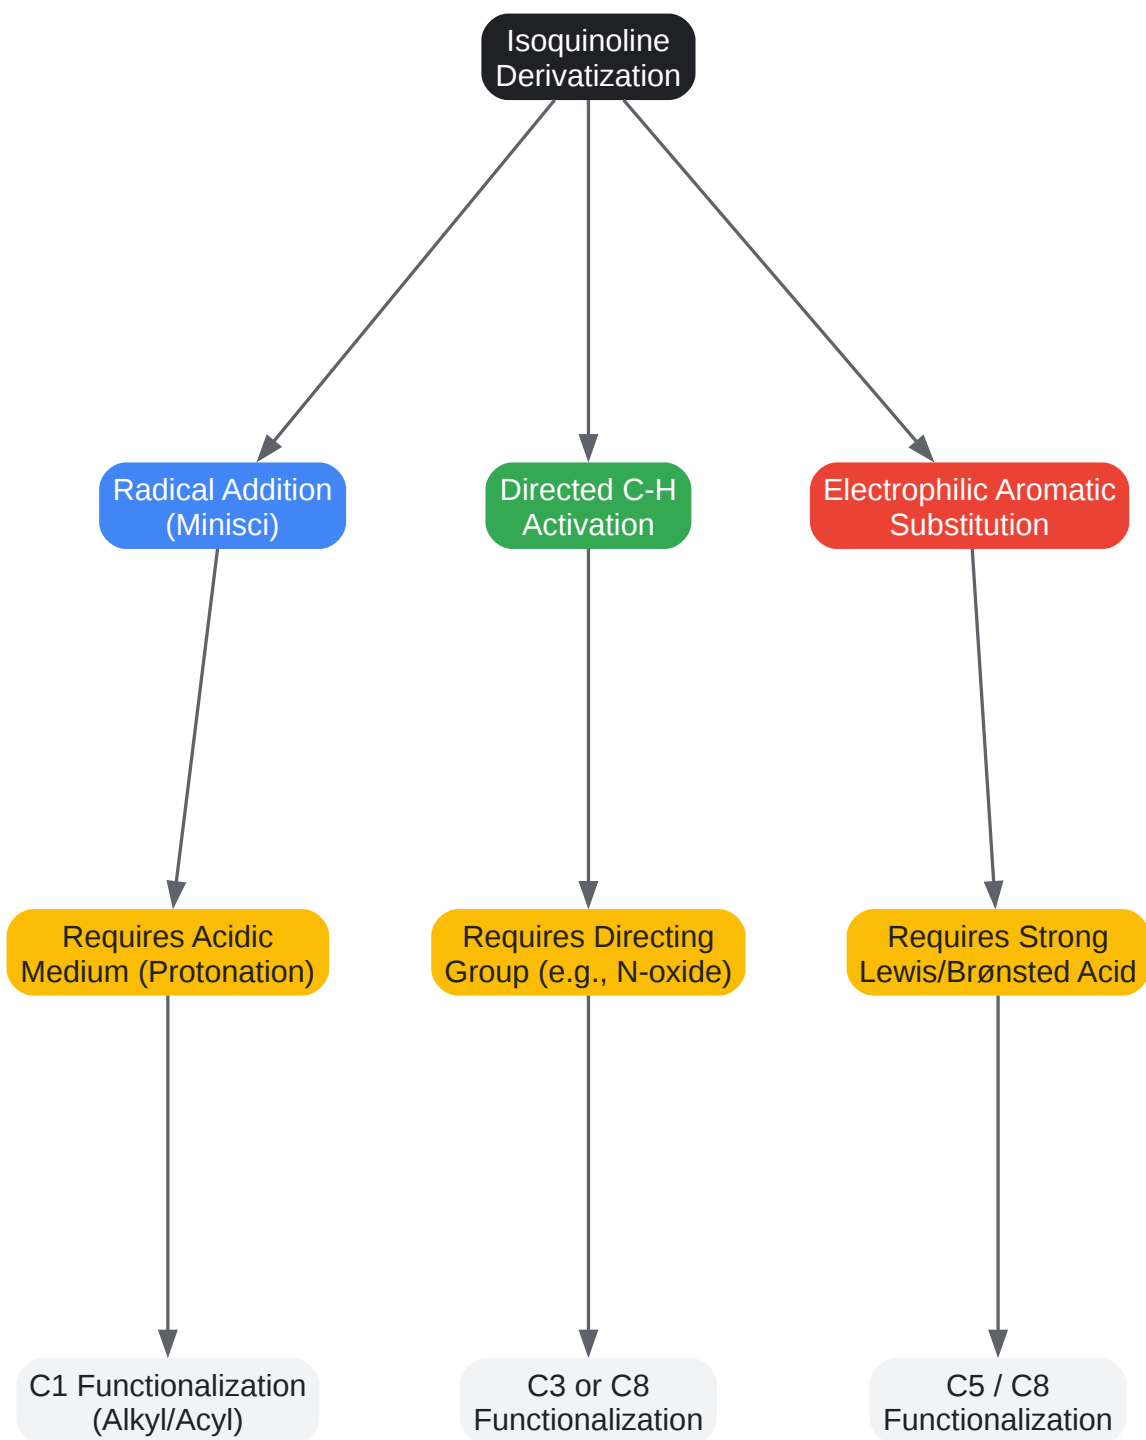 Isoquinoline
Derivatization
Radical Addition
(Minisci)
Directed C-H
Activation
Electrophilic Aromatic
Substitution
Requires Acidic
Medium (Protonation)
Requires Directing
Group (e.g., N-oxide)
Requires Strong
Lewis/Brønsted Acid
C1 Functionalization
(Alkyl/Acyl)
C3 or C8
Functionalization
C5 / C8
Functionalization